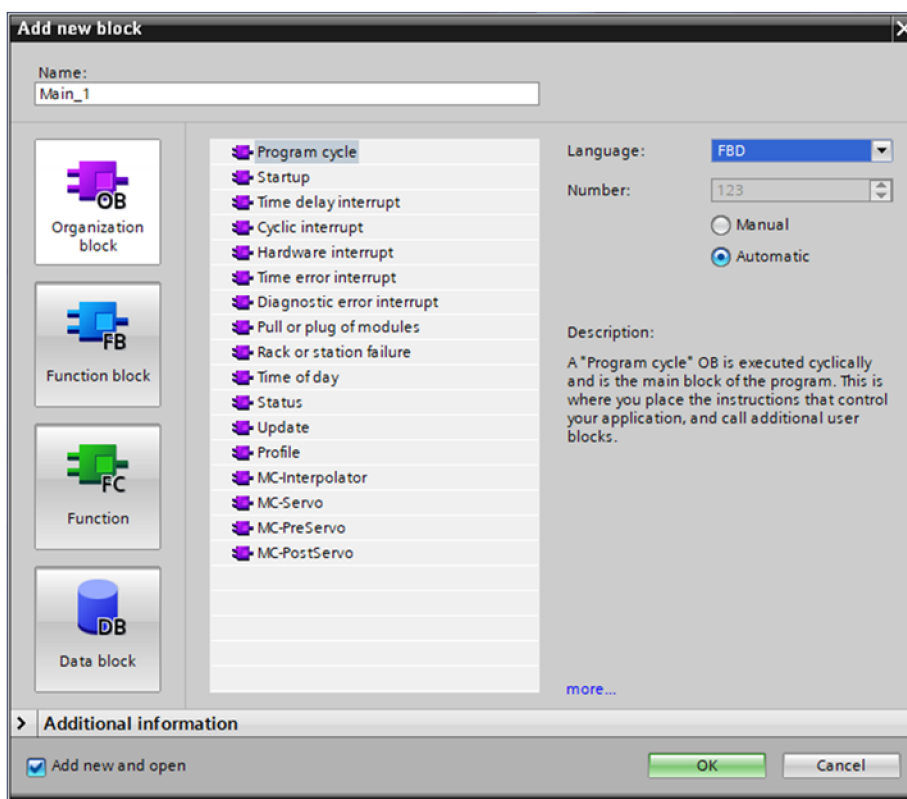 Add new block
Name:
Main_1
OB
Organization
block
FB
Function block
FC
Function
DB
Data block
Program cycle
Startup
Time delay interrupt
Cyclic interrupt
Hardware interrupt
Time error interrupt
Diagnostic error interrupt
Pull or plug of modules
Rack or station failure
Time of day
Status
Update
Profile
MC-Interpolator
MC-Servo
MC-PreServo
MC-PostServo
Language:
FBD
Number:
123
Manual
Automatic
Description:
A "Program cycle" OB is executed cyclically
and is the main block of the program. This is
where you place the instructions that control
your application, and call additional user
blocks.
more...
Additional information
Add new and open
OK
Cancel